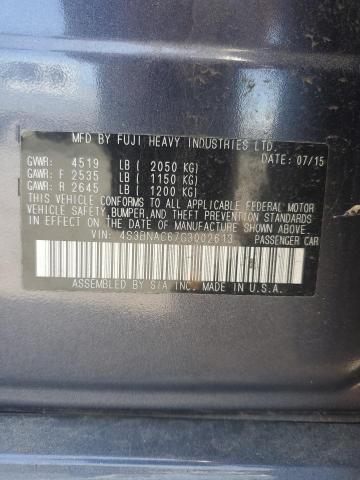 MFD BY FUJI HEAVY INDUSTRIES LTD.
DATE: 07/15
GVWR: 4519 LB ( 2050 KG)
GAWR: F 2535 LB ( 1150 KG)
GAWR: R 2645 LB ( 1200 KG)
THIS VEHICLE CONFORMS TO ALL APPLICABLE FEDERAL MOTOR
VEHICLE SAFETY, BUMPER, AND THEFT PREVENTION STANDARDS
IN EFFECT ON THE DATE OF MANUFACTURE SHOWN ABOVE.
VIN: 4S3BNAC67G3002613 PASSENGER CAR
ASSEMBLED BY SIA INC. MADE IN U.S.A.